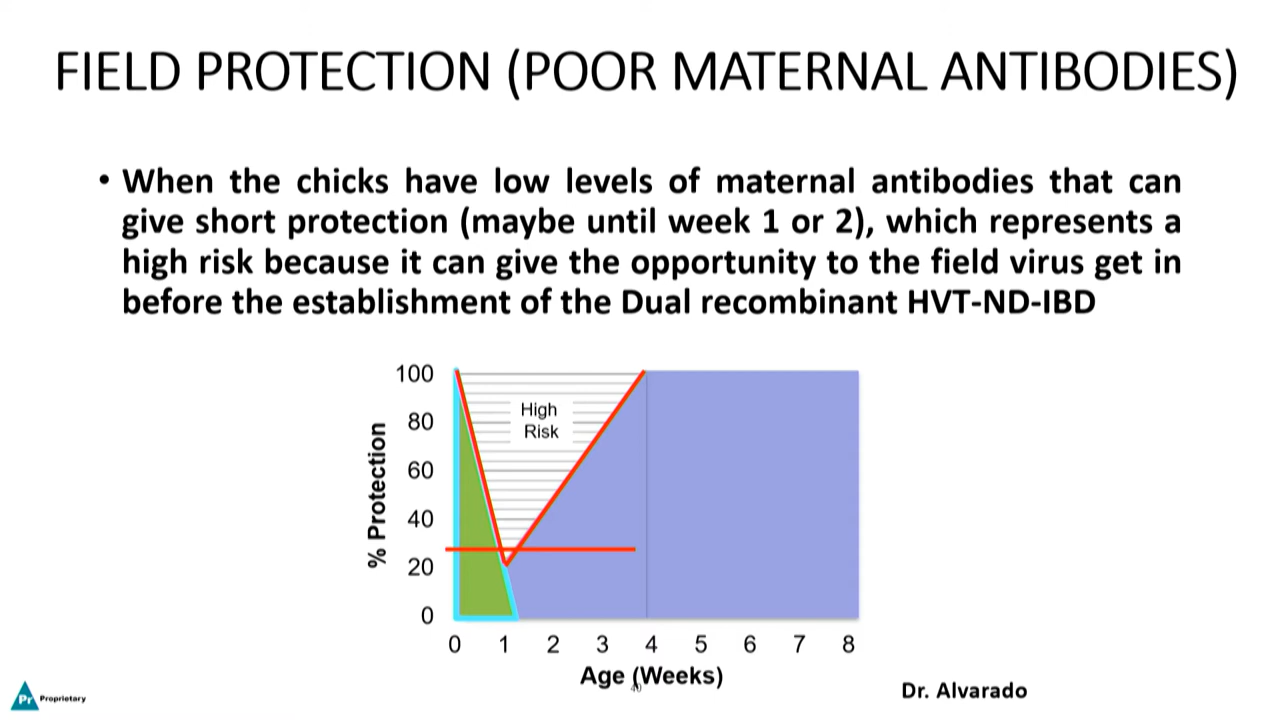 FIELD PROTECTION (POOR MATERNAL ANTIBODIES)
• When the chicks have low levels of maternal antibodies that can
give short protection (maybe until week 1 or 2), which represents a
high risk because it can give the opportunity to the field virus get in
before the establishment of the Dual recombinant HVT-ND-IBD
100
80
60
40
20
0
% Protection
High
Risk
0 1 2 3 4 5 6 7 8
Age (Weeks)
40
Dr. Alvarado
Pr Proprietary